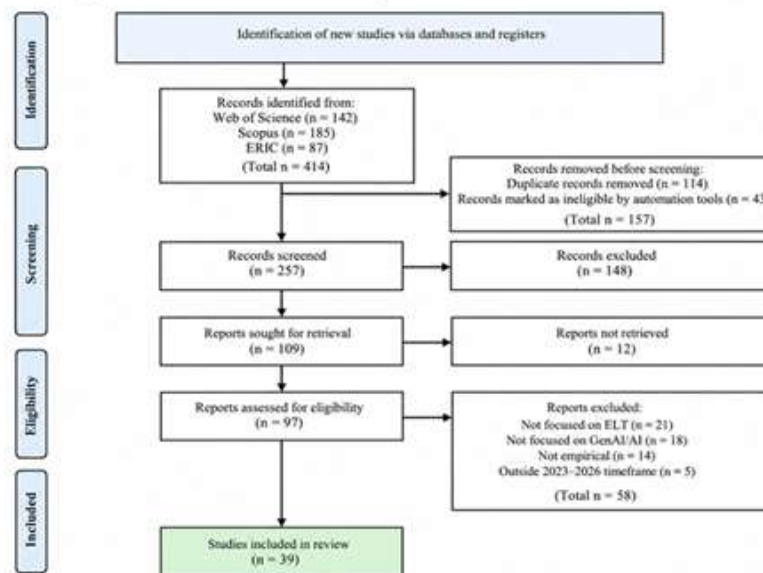 Identification
Identification of new studies via databases and registers
Records identified from:
Web of Science (n = 142)
Scopus (n = 185)
ERIC (n = 87)
(Total n = 414)
Records removed before screening:
Duplicate records removed (n = 114)
Records marked as ineligible by automation tools (n = 43
(Total n = 157)
Screening
Records screened
(n = 257)
Records excluded
(n = 148)
Reports sought for retrieval
(n = 109)
Reports not retrieved
(n = 12)
Eligibility
Reports assessed for eligibility
(n = 97)
Reports excluded:
Not focused on ELT (n = 21)
Not focused on GenAI/AI (n = 18)
Not empirical (n = 14)
Outside 2023–2026 timeframe (n = 5)
(Total n = 58)
Included
Studies included in review
(n = 39)